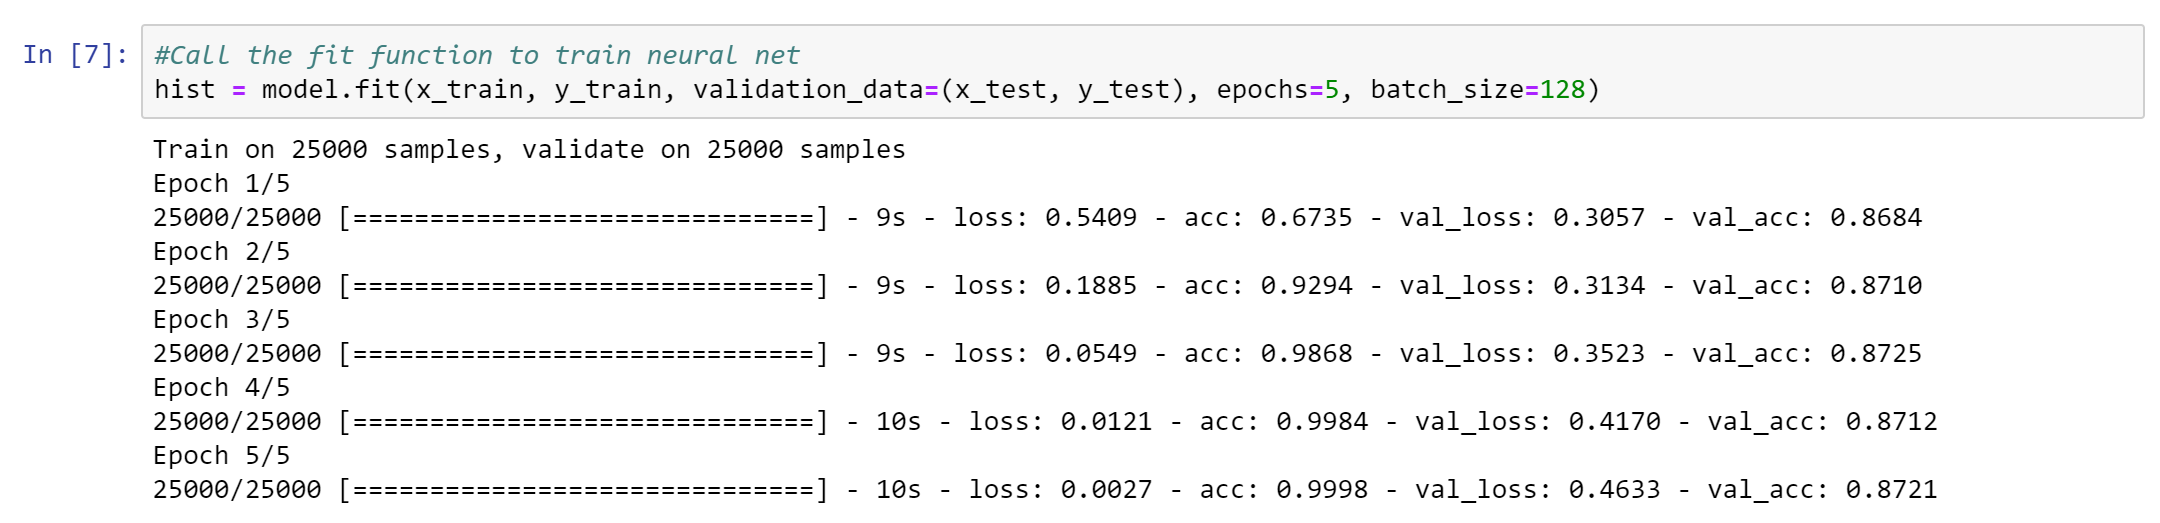 In [7]: #Call the fit function to train neural net
hist = model.fit(x_train, y_train, validation_data=(x_test, y_test), epochs=5, batch_size=128)
Train on 25000 samples, validate on 25000 samples
Epoch 1/5
25000/25000 [==============================] - 9s - loss: 0.5409 - acc: 0.6735 - val_loss: 0.3057 - val_acc: 0.8684
Epoch 2/5
25000/25000 [==============================] - 9s - loss: 0.1885 - acc: 0.9294 - val_loss: 0.3134 - val_acc: 0.8710
Epoch 3/5
25000/25000 [==============================] - 9s - loss: 0.0549 - acc: 0.9868 - val_loss: 0.3523 - val_acc: 0.8725
Epoch 4/5
25000/25000 [==============================] - 10s - loss: 0.0121 - acc: 0.9984 - val_loss: 0.4170 - val_acc: 0.8712
Epoch 5/5
25000/25000 [==============================] - 10s - loss: 0.0027 - acc: 0.9998 - val_loss: 0.4633 - val_acc: 0.8721